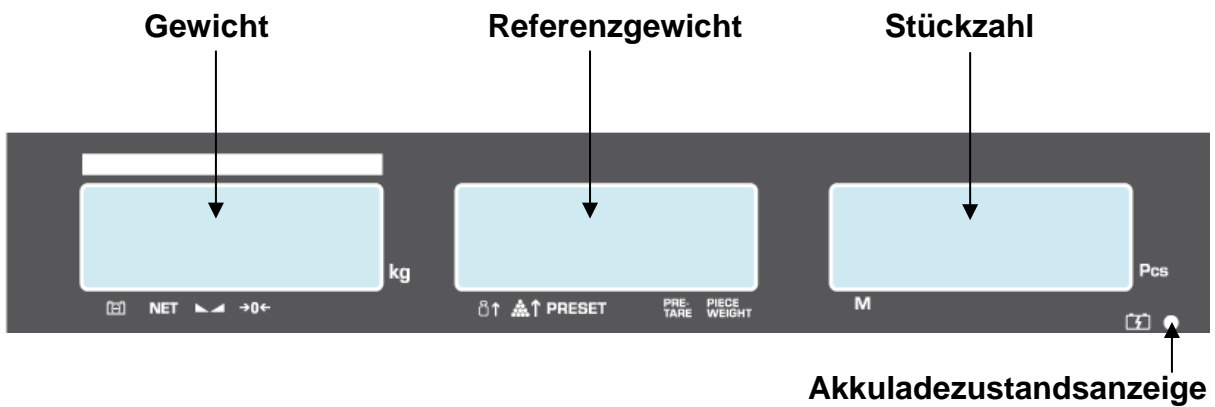 Gewicht Referenzgewicht Stückzahl
kg Pcs
NET →0← PRESET PRE-TARE PIECE WEIGHT M
Akkuladezustandsanzeige